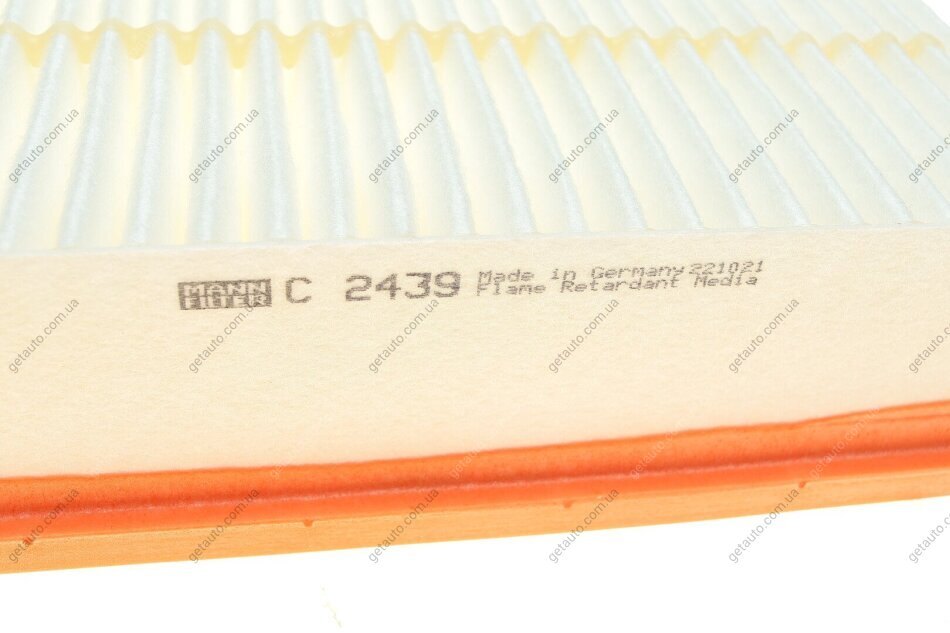 MANN FILTER C 2439 Made in Germany 221021
Flame Retardant Media
getauto.com.ua